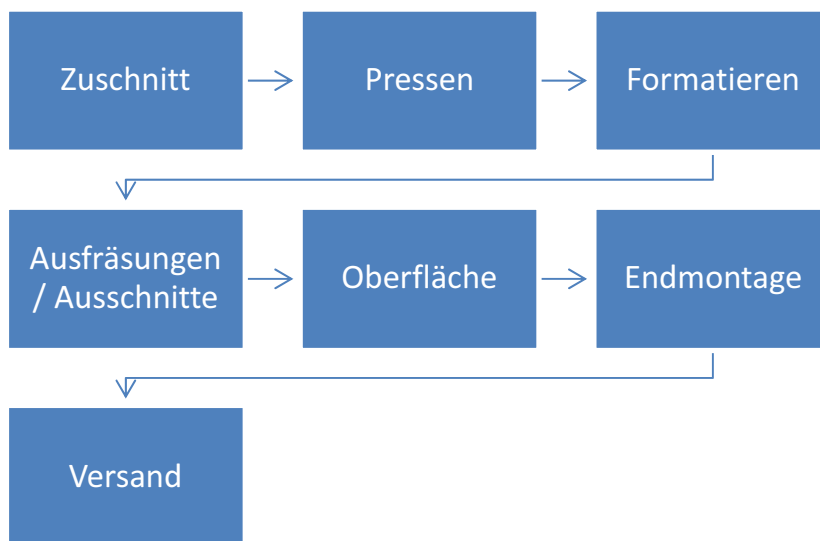 Zuschnitt
Pressen
Formatieren
Ausfräsungen
/ Ausschnitte
Oberfläche
Endmontage
Versand